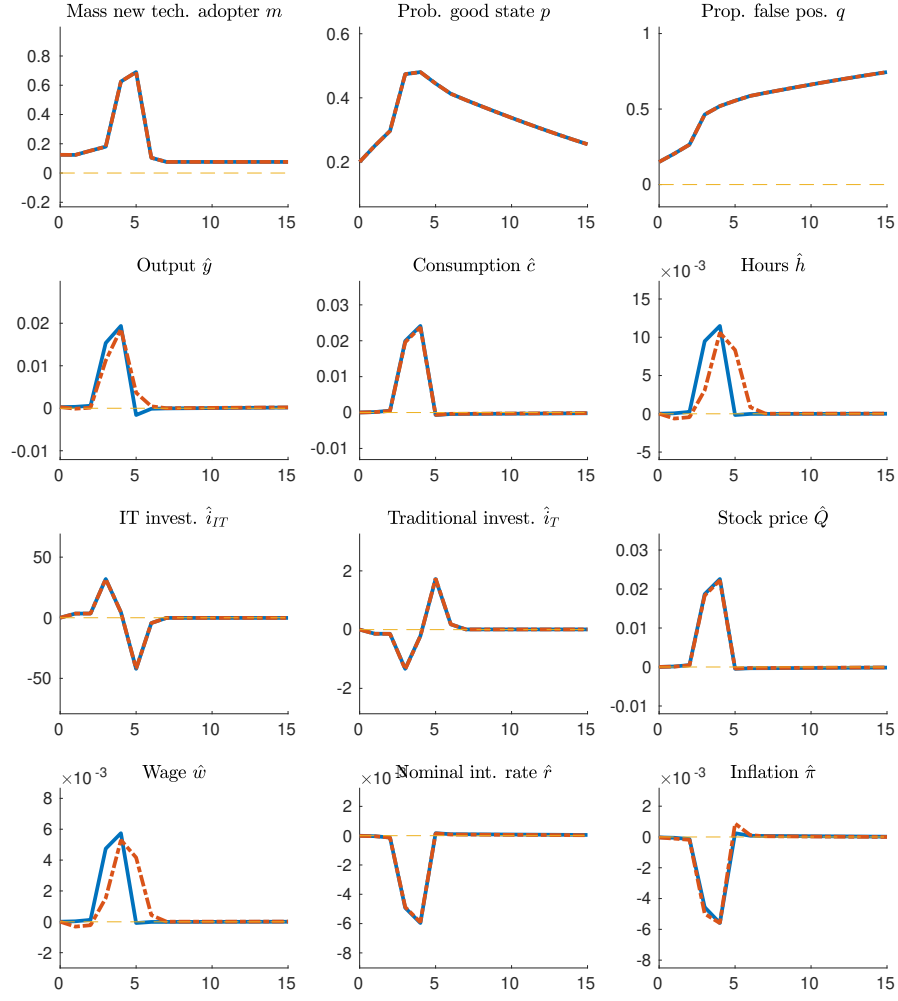 Mass new tech. adopter m
Prob. good state p
Prop. false pos. q
0.8
0.6
0.4
0.2
0
-0.2
0 5 10 15
0.6
0.4
0.2
0 5 10 15
1
0.5
0
0 5 10 15
Output ŷ
Consumption ĉ
×10⁻³ Hours ĥ
0.02
0.01
0
-0.01
0 5 10 15
0.03
0.02
0.01
0
-0.01
0 5 10 15
15
10
5
0
-5
0 5 10 15
IT invest. î_{IT}
Traditional invest. î_T
Stock price Q̂
50
0
-50
0 5 10 15
2
0
-2
0 5 10 15
0.03
0.02
0.01
0
-0.01
0 5 10 15
×10⁻³ Wage ŵ
×10⁻³ Nominal int. rate r̂
×10⁻³ Inflation π̂
8
6
4
2
0
-2
0 5 10 15
2
0
-2
-4
-6
-8
0 5 10 15
2
0
-2
-4
-6
-8
0 5 10 15